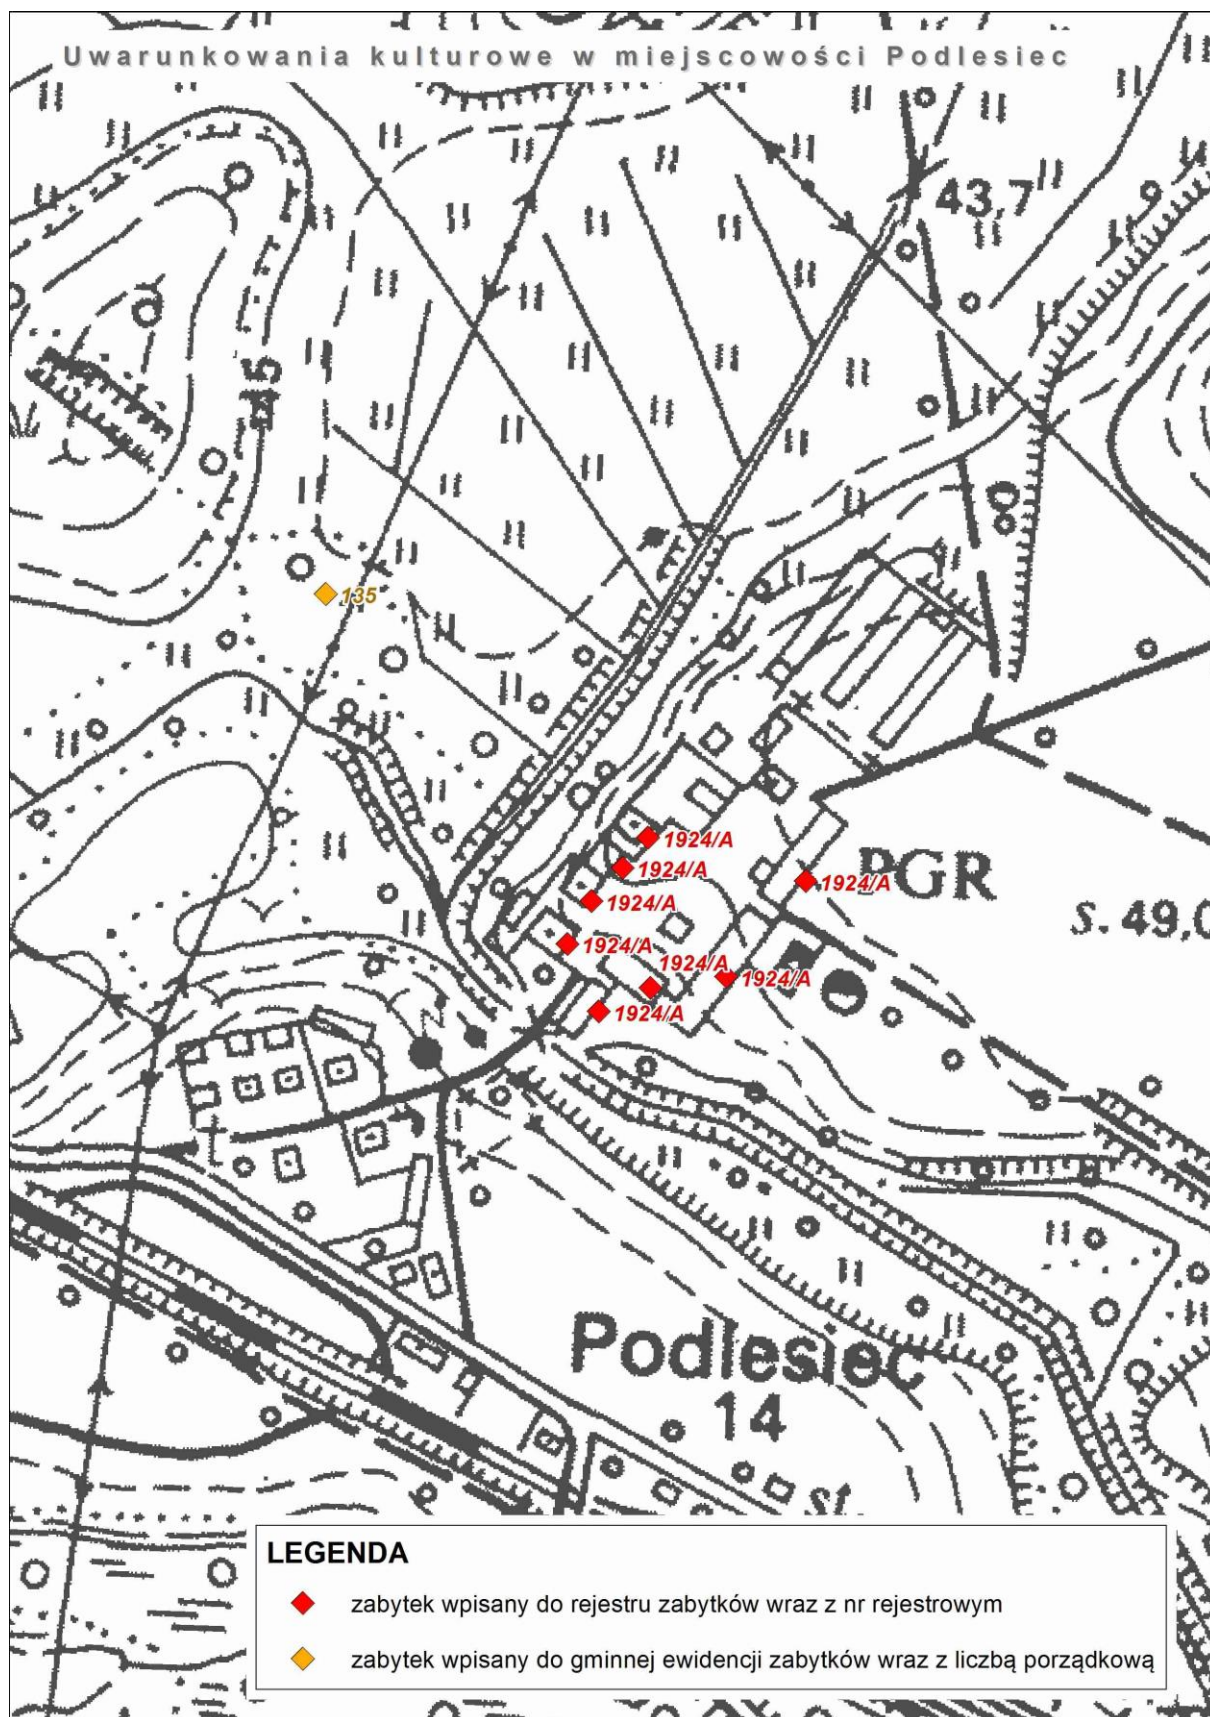 Uwarunkowania kulturowe w miejscowości Podlesiec
43,7
45
135
1924/A
1924/A
PGR
1924/A
1924/A
S. 49,0
1924/A
1924/A
1924/A
1924/A
Podlesiec
14
St
LEGENDA
zabytek wpisany do rejestru zabytków wraz z nr rejestrowym
zabytek wpisany do gminnej ewidencji zabytków wraz z liczbą porządkową